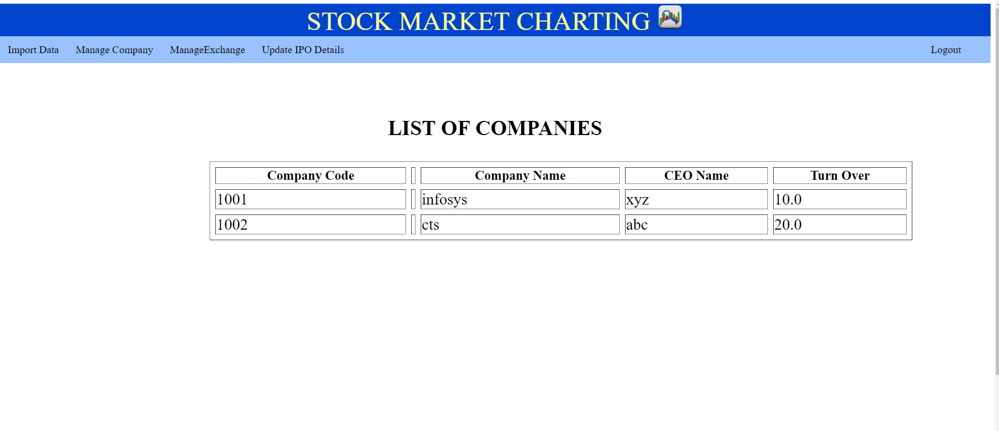 STOCK MARKET CHARTING
Import Data Manage Company ManageExchange Update IPO Details Logout
LIST OF COMPANIES
Company Code Company Name CEO Name Turn Over
1001 infosys xyz 10.0
1002 cts abc 20.0